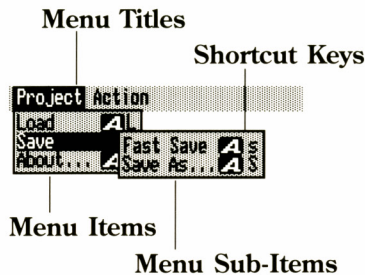 Menu Titles
Shortcut Keys
Project Action
Load A L
Save
Fast Save A s
About... A
Save As... A S
Menu Items
Menu Sub-Items